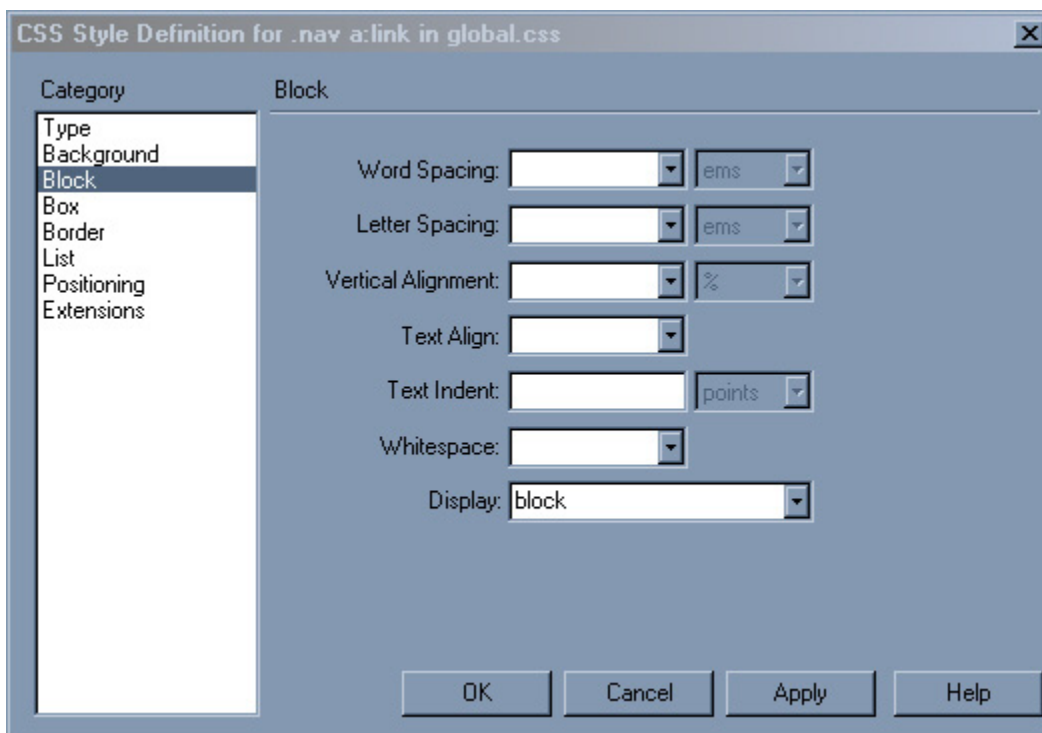 CSS Style Definition for .nav a:link in global.css
Category
Block
Type
Background
Block
Box
Border
List
Positioning
Extensions
Word Spacing: ems
Letter Spacing: ems
Vertical Alignment: %
Text Align:
Text Indent: points
Whitespace:
Display: block
OK Cancel Apply Help